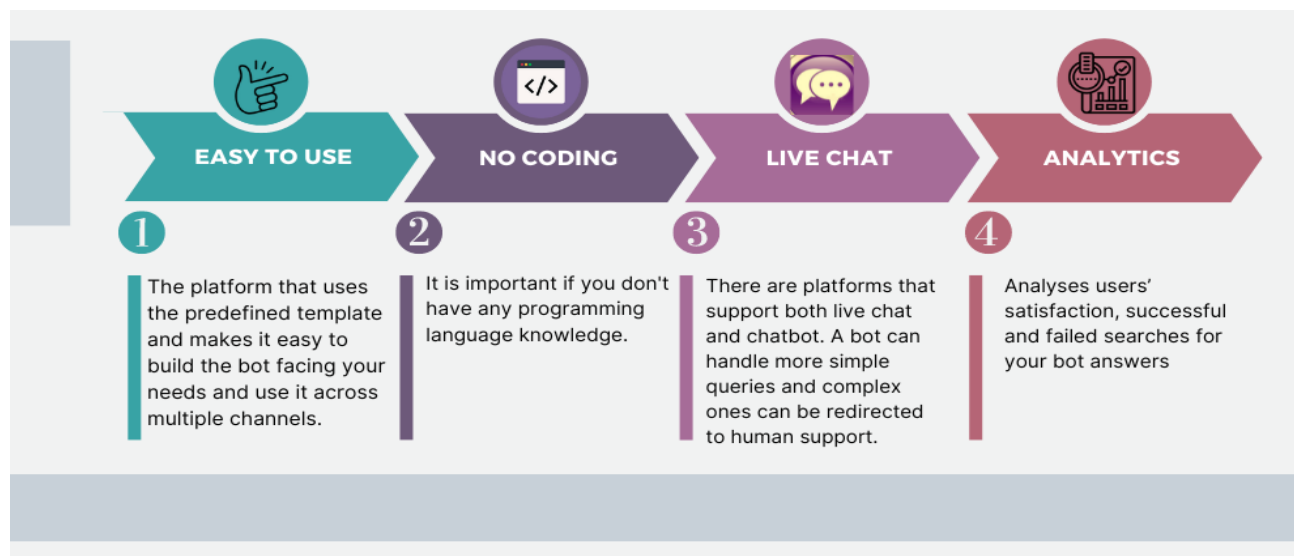 EASY TO USE
NO CODING
</>
LIVE CHAT
ANALYTICS
1
The platform that uses
the predefined template
and makes it easy to
build the bot facing your
needs and use it across
multiple channels.
2
It is important if you don't
have any programming
language knowledge.
3
There are platforms that
support both live chat
and chatbot. A bot can
handle more simple
queries and complex
ones can be redirected
to human support.
4
Analyses users’
satisfaction, successful
and failed searches for
your bot answers